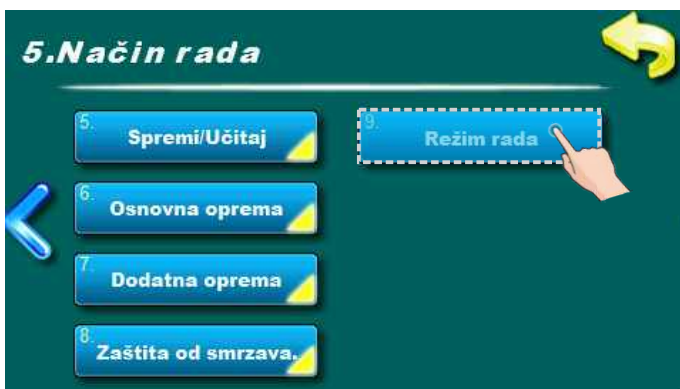 5.Način rada
5.
Spremi/Učitaj
6.
Osnovna oprema
7.
Dodatna oprema
8.
Zaštita od smrzava.
9.
Režim rada